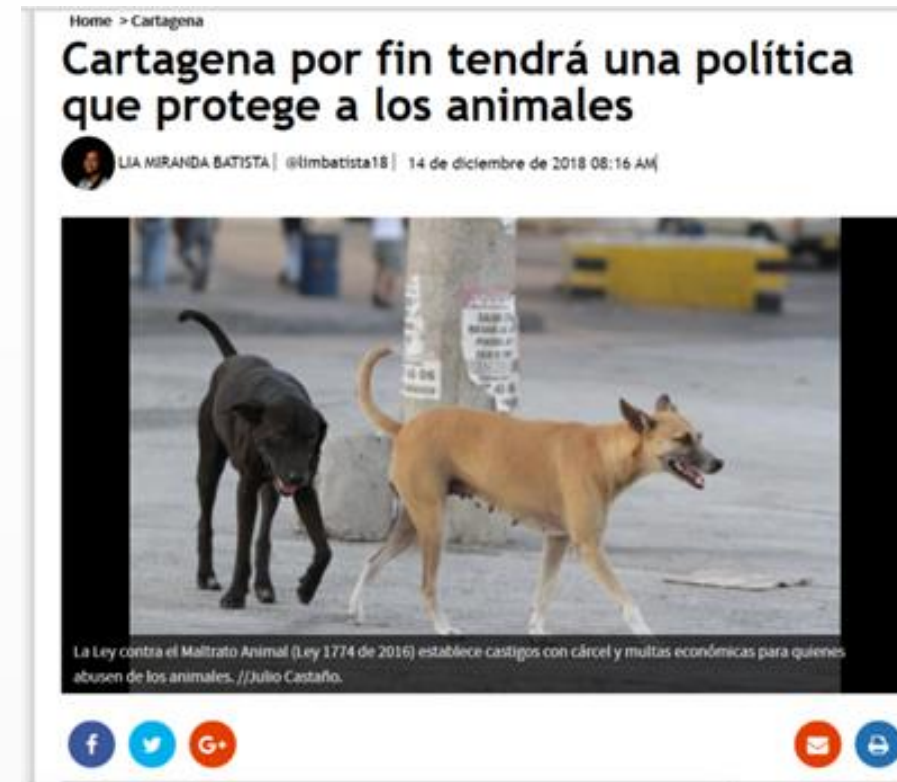 Home > Cartagena
Cartagena por fin tendrá una política
que protege a los animales
LIA MIRANDA BATISTA | @limbatista18 | 14 de diciembre de 2018 08:16 AM|
La Ley contra el Maltrato Animal (Ley 1774 de 2016) establece castigos con cárcel y multas económicas para quienes
abusen de los animales. //Julio Castaño.
f
G+